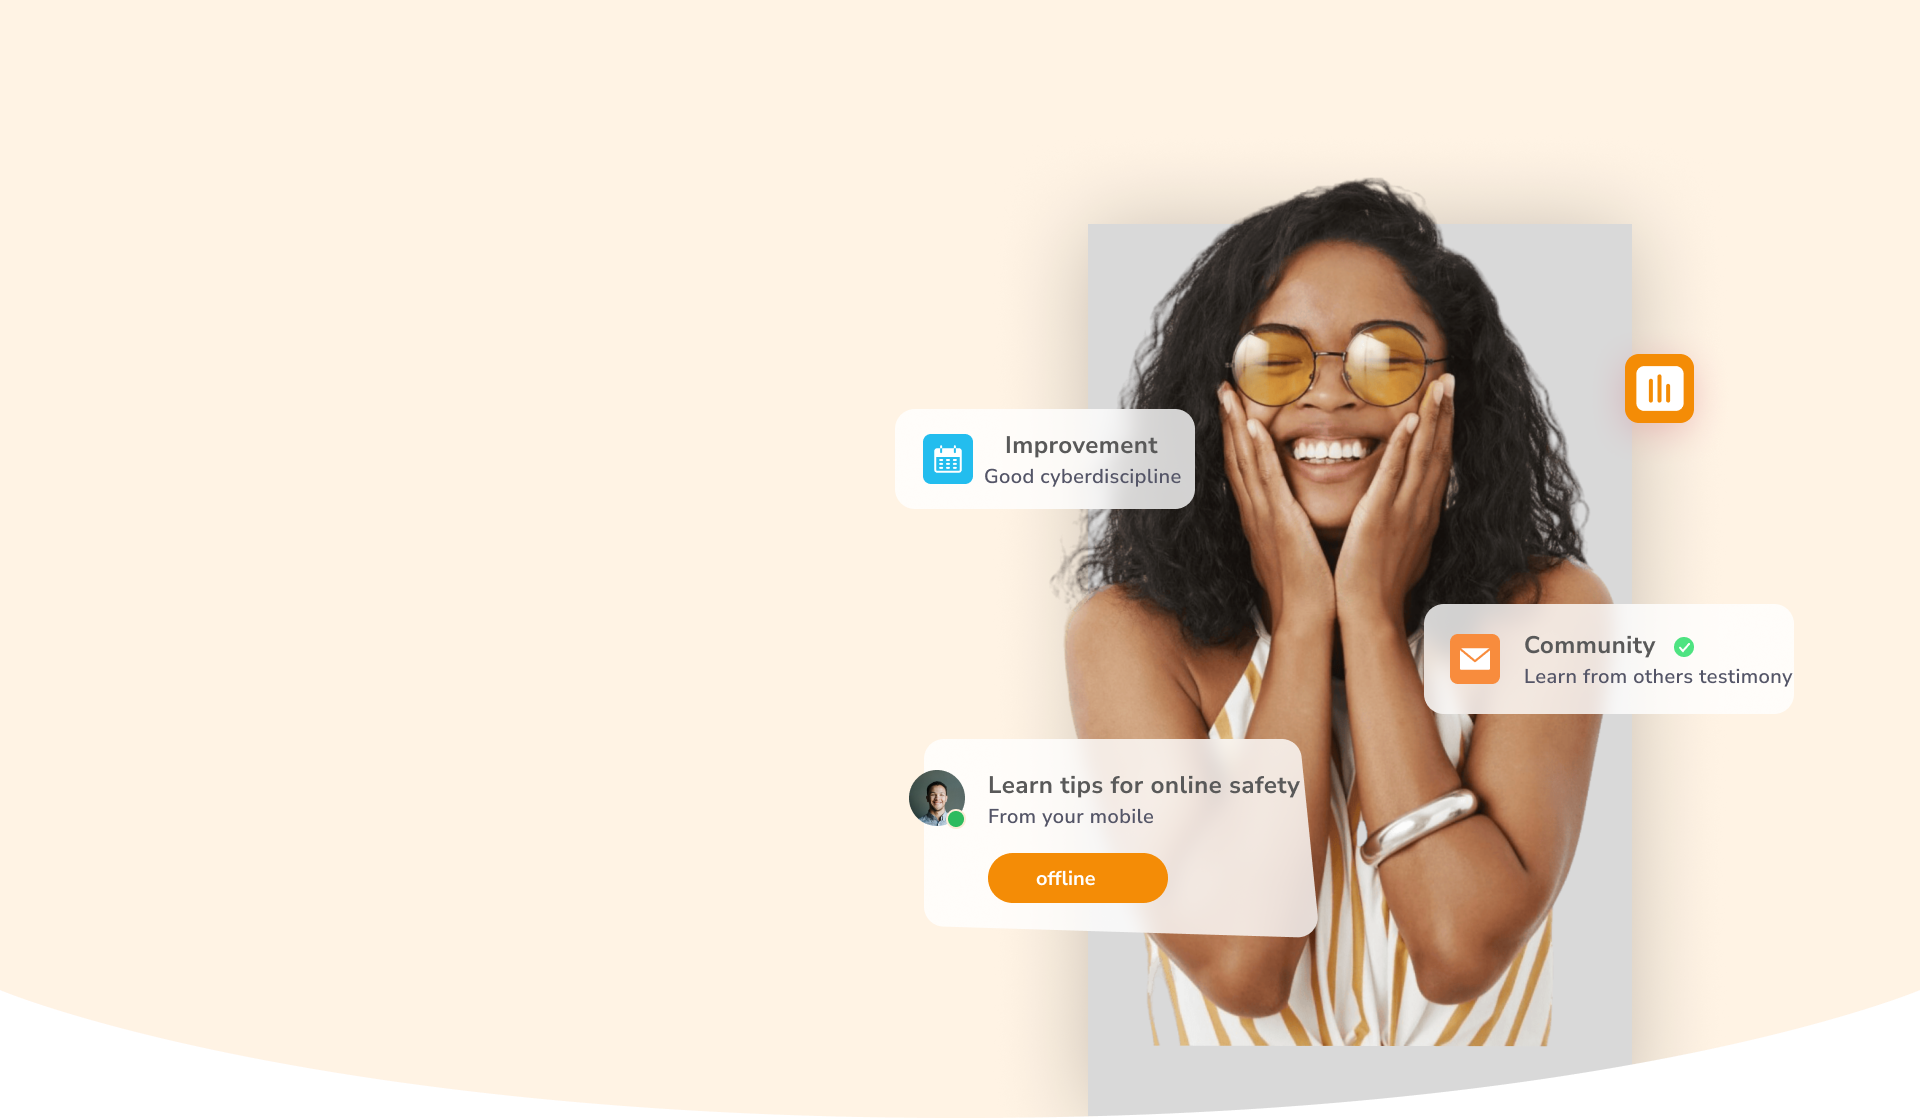 Improvement
Good cyberdiscipline
Community
Learn from others testimony
Learn tips for online safety
From your mobile
offline